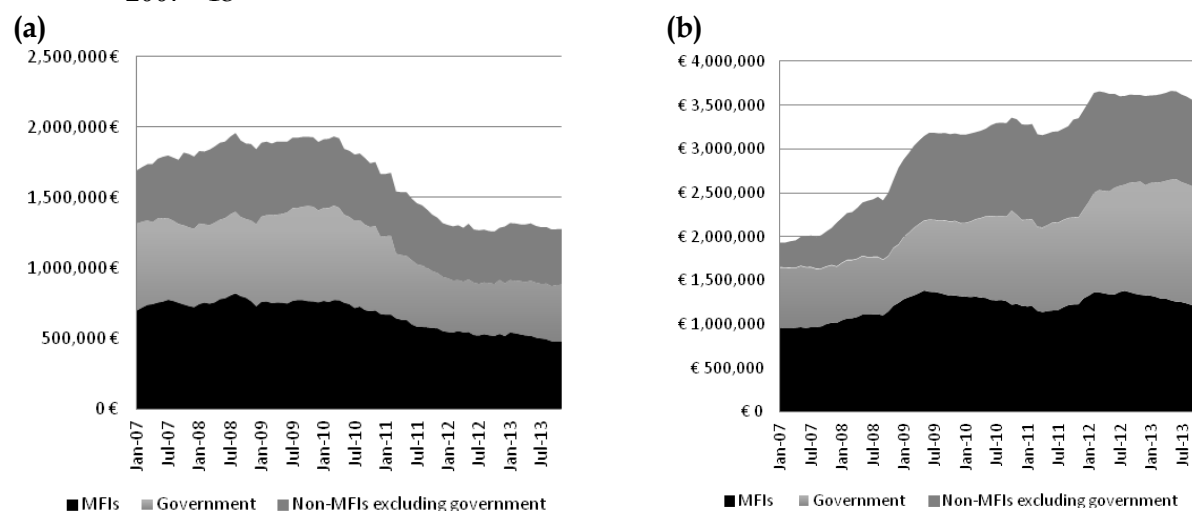 (a)
2,500,000 €
2,000,000 €
1,500,000 €
1,000,000 €
500,000 €
0 €
Jan-07
Jul-07
Jan-08
Jul-08
Jan-09
Jul-09
Jan-10
Jul-10
Jan-11
Jul-11
Jan-12
Jul-12
Jan-13
Jul-13
MFIs Government Non-MFIs excluding government
(b)
€ 4,000,000
€ 3,500,000
€ 3,000,000
€ 2,500,000
€ 2,000,000
€ 1,500,000
€ 1,000,000
€ 500,000
€ 0
Jan-07
Jul-07
Jan-08
Jul-08
Jan-09
Jul-09
Jan-10
Jul-10
Jan-11
Jul-11
Jan-12
Jul-12
Jan-13
Jul-13
MFIs Government Non-MFIs excluding government